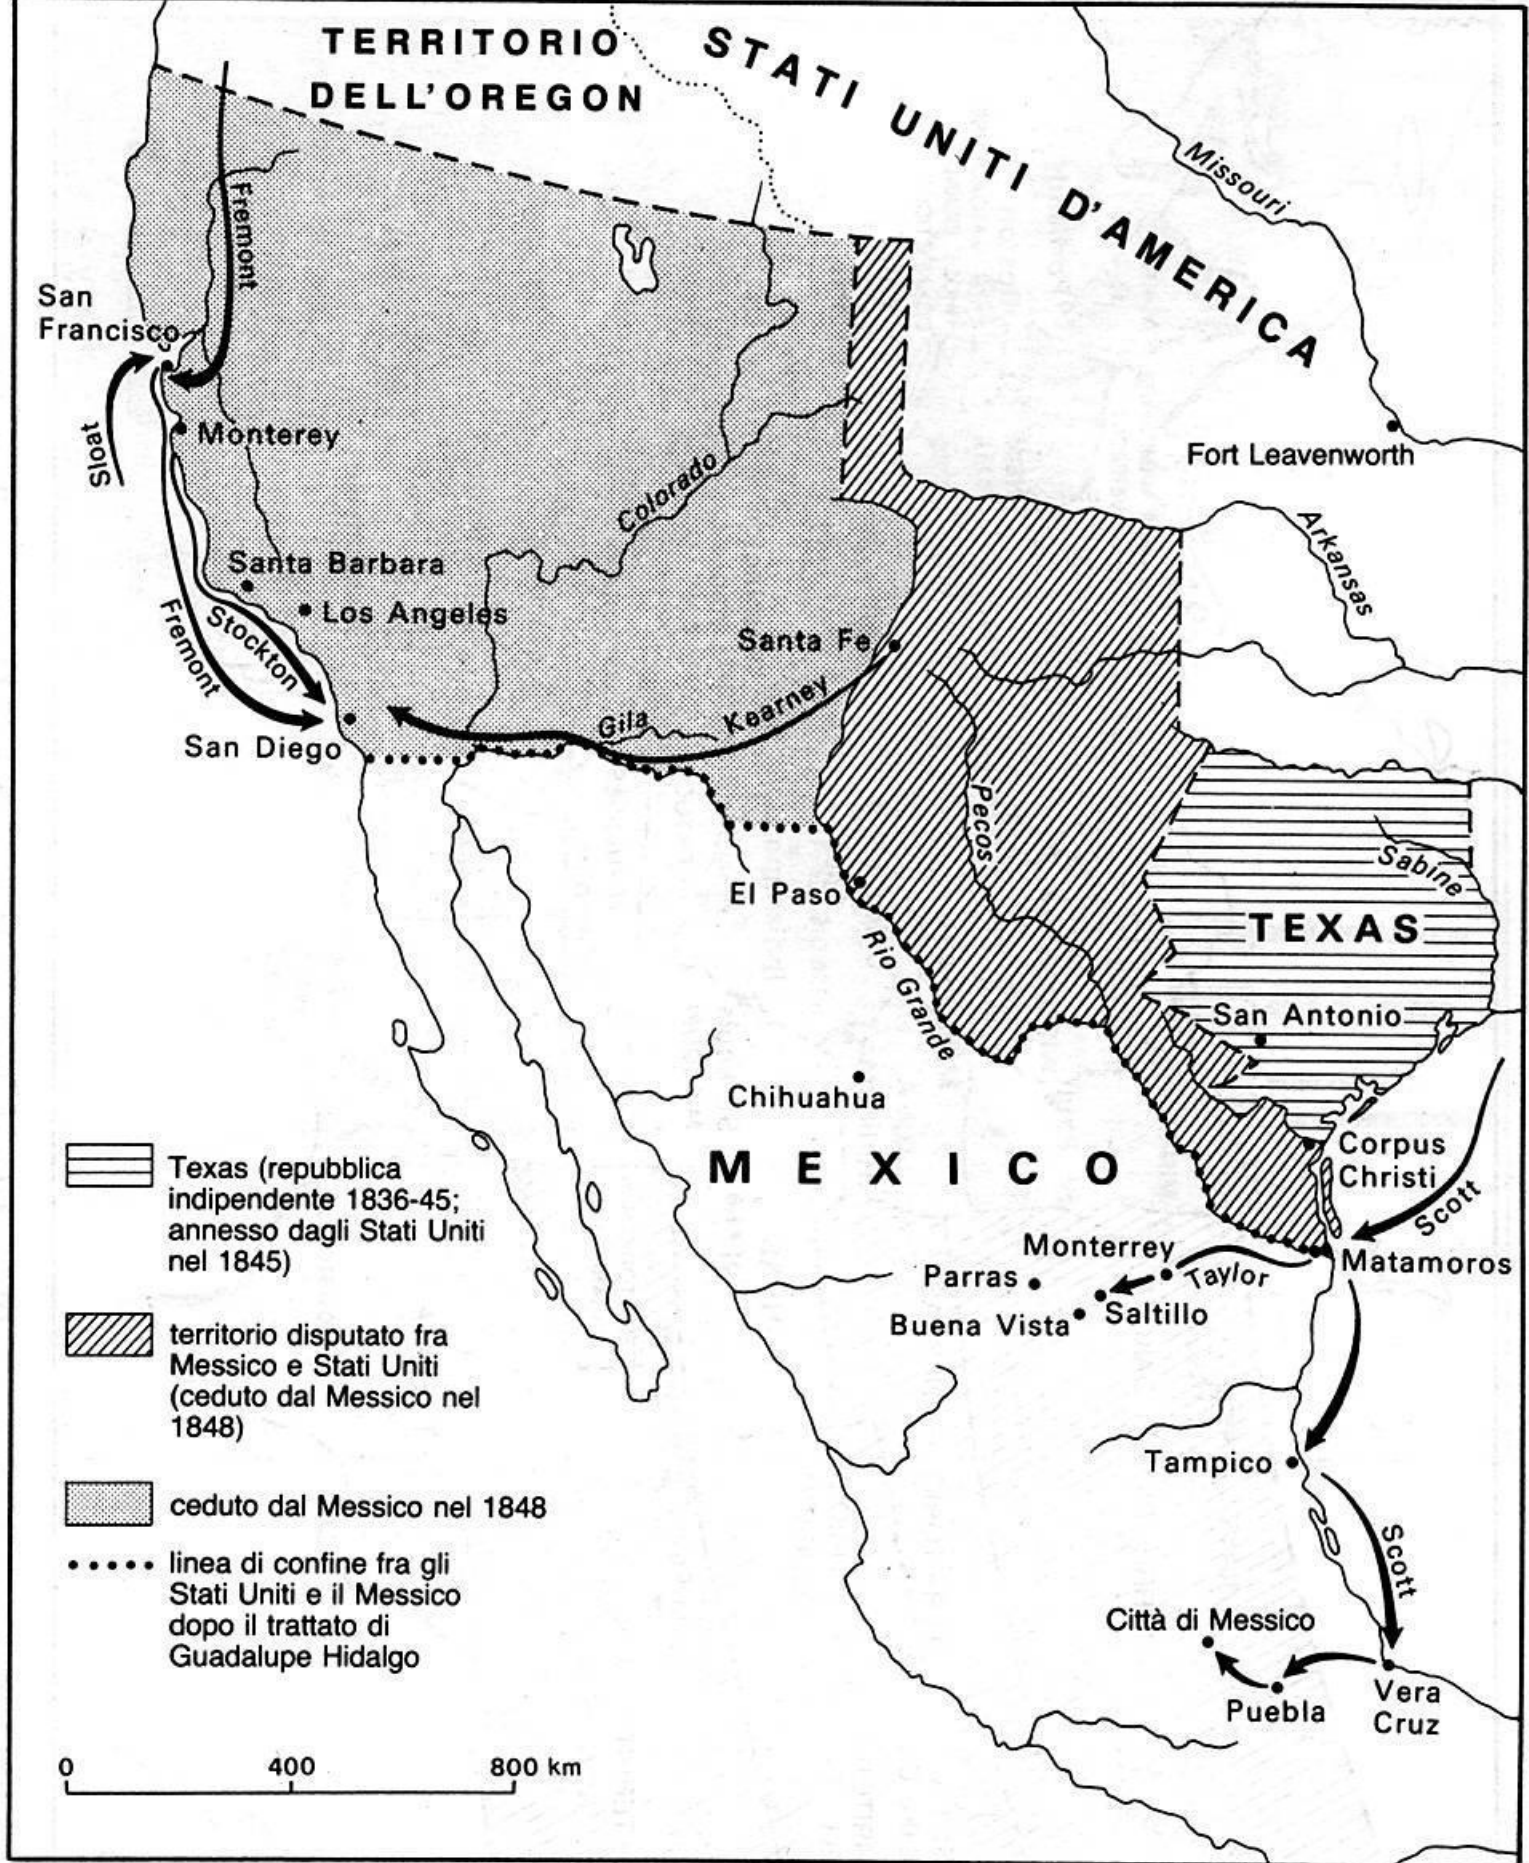 TERRITORIO
DELL'OREGON
STATI UNITI D'AMERICA
Missouri
Fremont
San
Francisco
Sloat
Monterey
Fort Leavenworth
Colorado
Arkansas
Santa Barbara
Los Angeles
Stockton
Fremont
Santa Fe
Kearney
Gila
San Diego
Pecos
Sabine
El Paso
TEXAS
Rio Grande
San Antonio
Chihuahua
MEXICO
Corpus
Christi
Scott
Monterrey
Matamoros
Parras
Taylor
Saltillo
Buena Vista
Tampico
Scott
Città di Messico
Puebla
Vera
Cruz
Texas (repubblica
indipendente 1836-45;
annesso dagli Stati Uniti
nel 1845)
territorio disputato fra
Messico e Stati Uniti
(ceduto dal Messico nel
1848)
ceduto dal Messico nel 1848
linea di confine fra gli
Stati Uniti e il Messico
dopo il trattato di
Guadalupe Hidalgo
0 400 800 km